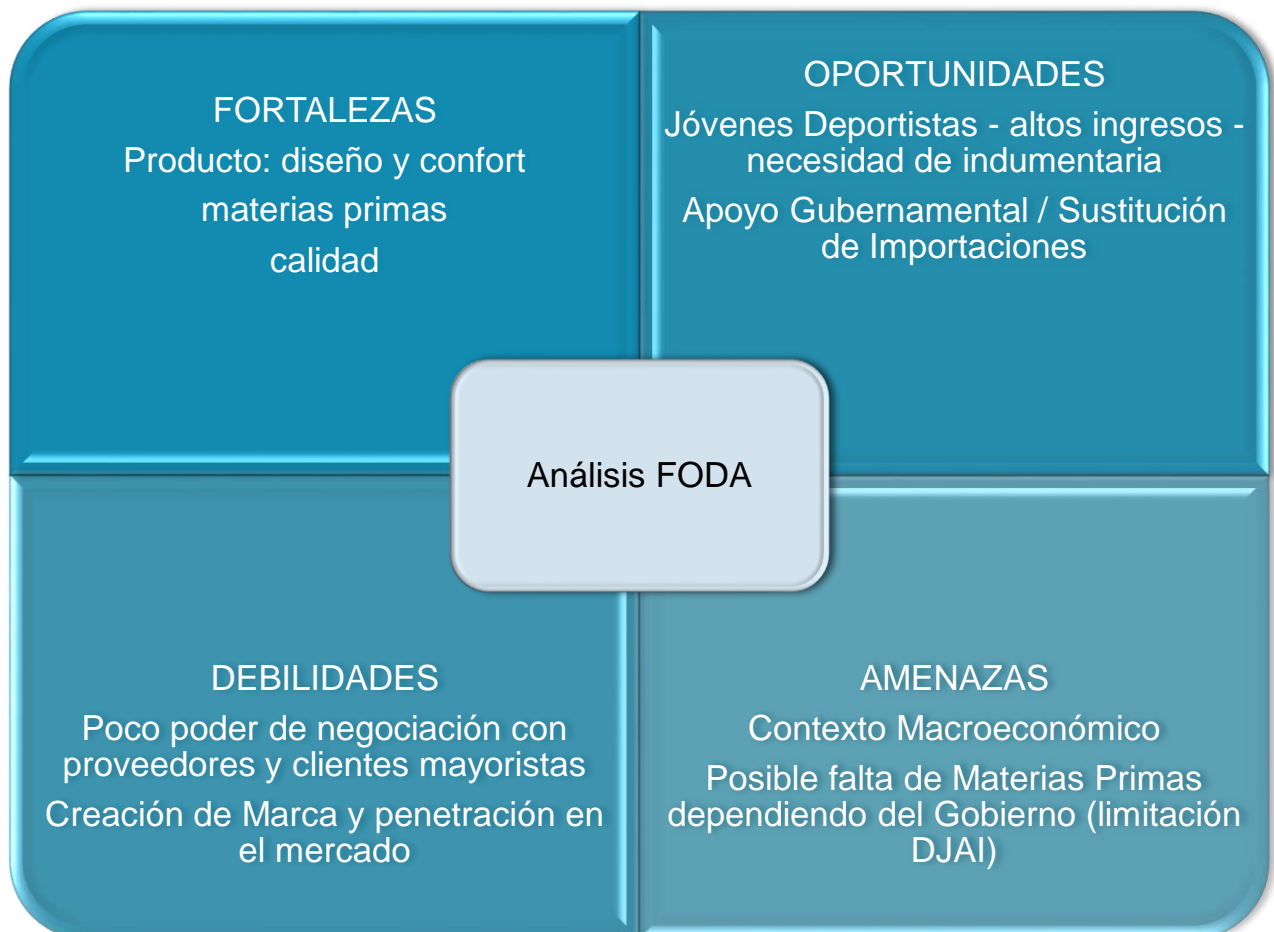 FORTALEZAS
Producto: diseño y confort
materias primas
calidad
OPORTUNIDADES
Jóvenes Deportistas - altos ingresos -
necesidad de indumentaria
Apoyo Gubernamental / Sustitución
de Importaciones
Análisis FODA
DEBILIDADES
Poco poder de negociación con
proveedores y clientes mayoristas
Creación de Marca y penetración en
el mercado
AMENAZAS
Contexto Macroeconómico
Posible falta de Materias Primas
dependiendo del Gobierno (limitación
DJAI)